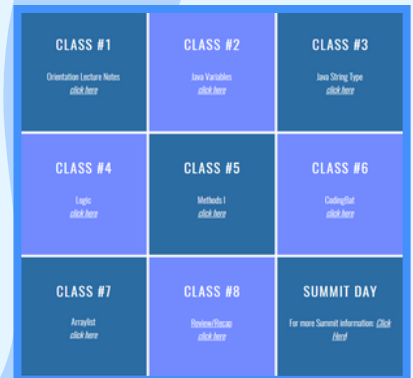 CLASS #1
Orientation Lecture Notes
click here
CLASS #2
Java Variables
click here
CLASS #3
Java String Type
click here
CLASS #4
Logic
click here
CLASS #5
Methods I
click here
CLASS #6
CodingBat
click here
CLASS #7
Arraylist
click here
CLASS #8
Review/Recap
click here
SUMMIT DAY
For more Summit information: Click
Here!